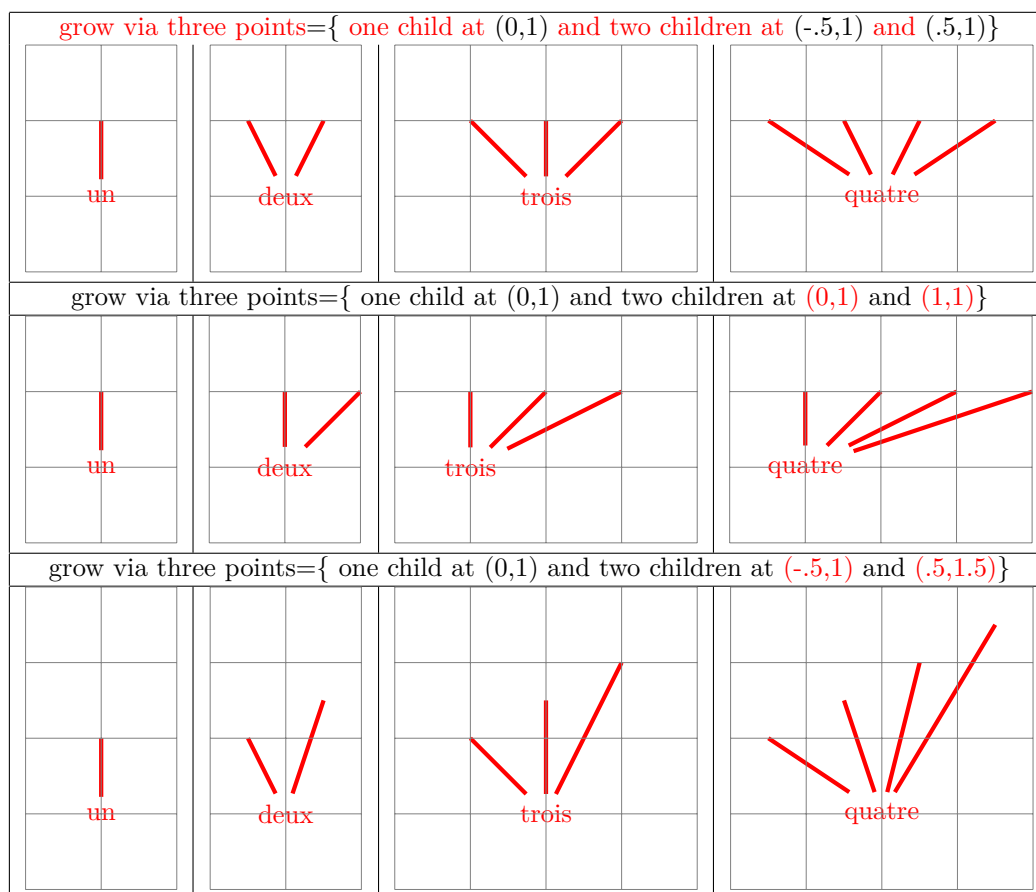 grow via three points={ one child at (0,1) and two children at (-.5,1) and (.5,1)}
un deux trois quatre
grow via three points={ one child at (0,1) and two children at (0,1) and (1,1)}
un deux trois quatre
grow via three points={ one child at (0,1) and two children at (-.5,1) and (.5,1.5)}
un deux trois quatre